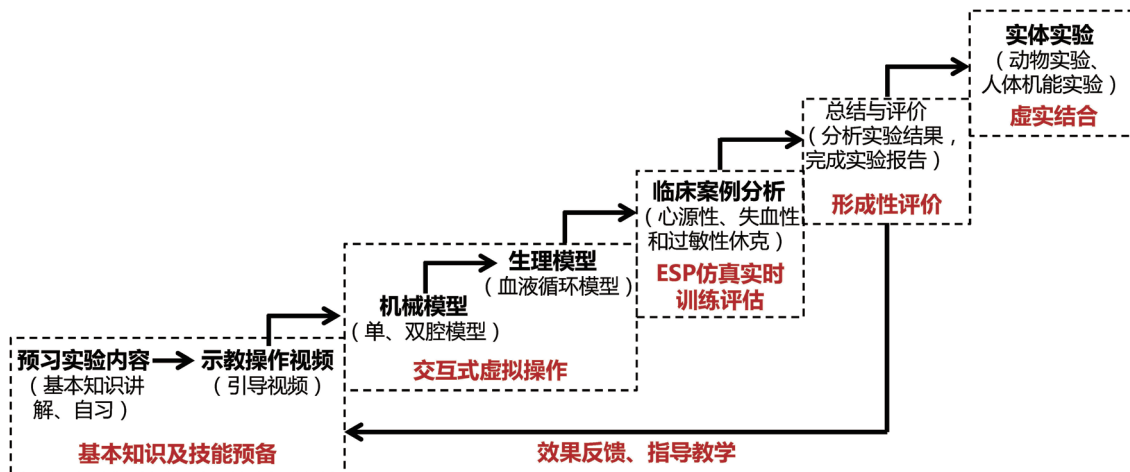 预习实验内容
（基本知识讲
解、自习）
示教操作视频
（引导视频）
基本知识及技能预备
机械模型
（单、双腔模型）
生理模型
（血液循环模型）
交互式虚拟操作
临床案例分析
（心源性、失血性
和过敏性休克）
ESP仿真实时
训练评估
总结与评价
（分析实验结果，
完成实验报告）
形成性评价
实体实验
（动物实验、
人体机能实验）
虚实结合
效果反馈、指导教学